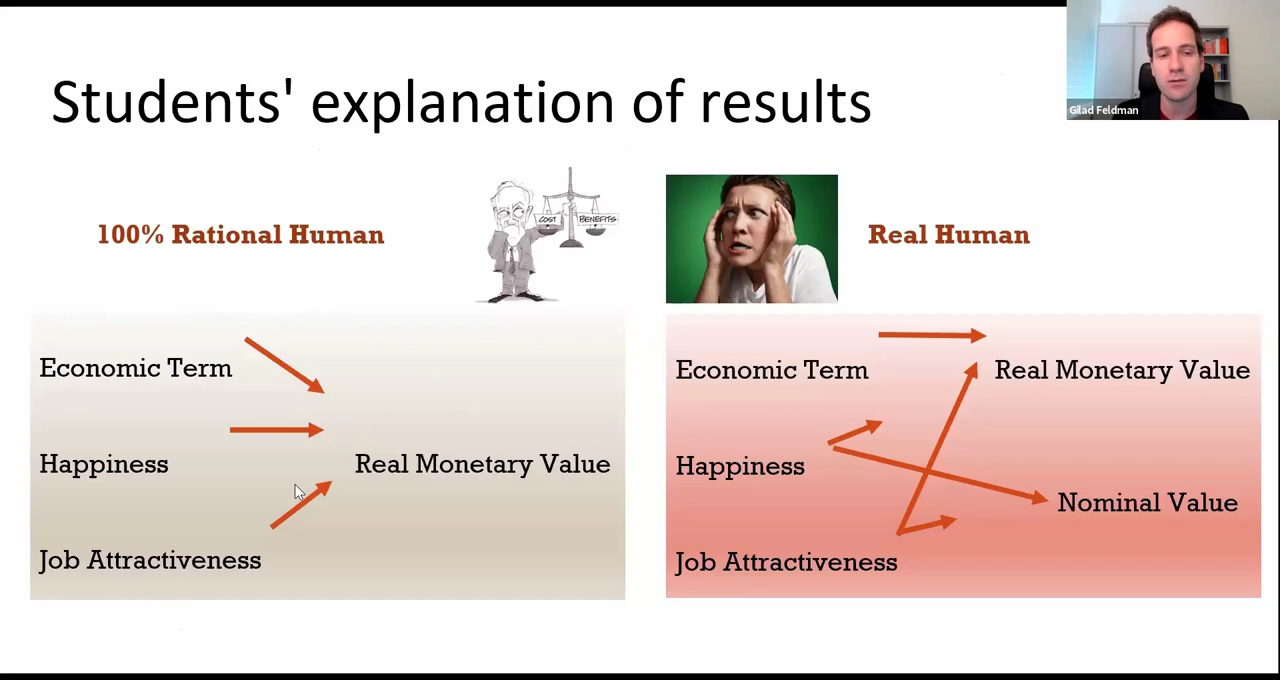 Students' explanation of results
Gilad Feldman
100% Rational Human
COST
BENEFITS
Real Human
Economic Term
Happiness
Real Monetary Value
Job Attractiveness
Economic Term
Real Monetary Value
Happiness
Nominal Value
Job Attractiveness